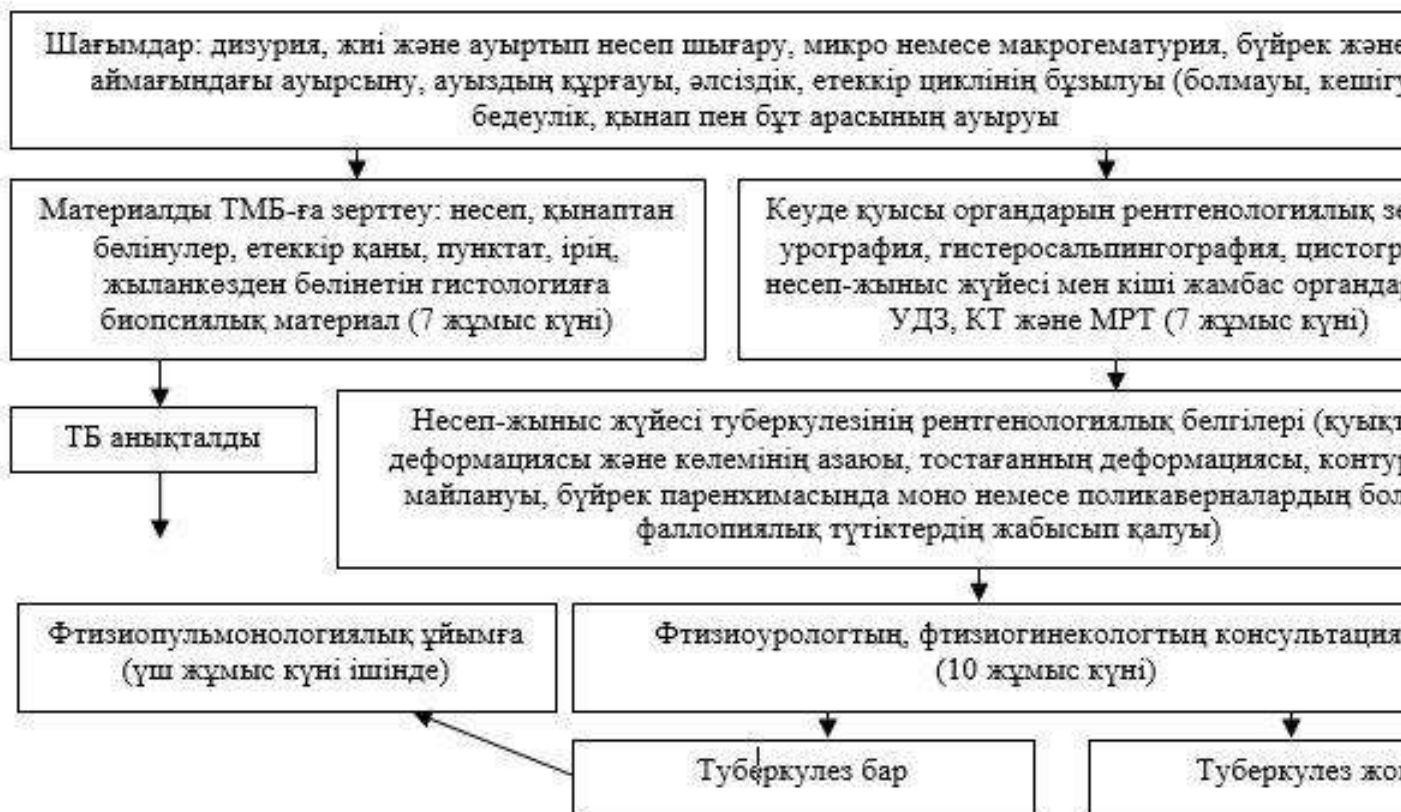 Шағымдар: дизурия, жиі және ауыртып несеп шығару, микро немесе макрогематурия, бүйрек және
аймағындағы ауырсыну, ауыздың құрғауы, әлсіздік, етеккір циклінің бұзылуы (болмауы, кешігу
бедеулік, қынап пен бұт арасының ауыруы
Материалды ТМБ-ға зерттеу: несеп, қынаптан
бөлінулер, етеккір қаны, пунктат, ірің,
жыланкөзден бөлінетін гистологияға
биопсиялық материал (7 жұмыс күні)
Кеуде қуысы органдарын рентгенологиялық
урография, гистеросальпингография,
несеп-жыныс жүйесі мен кіші жамбас
УДЗ, КТ және МРТ (7 жұмыс күні)
ТБ анықталды
Несеп-жыныс жүйесі туберкулезінің рентгенологиялық белгілері
деформациясы және көлемінің азаюы, тостағанның деформациясы,
майлануы, бүйрек паренхимасында моно немесе поликаверналардың
фаллопиялық түтіктердің жабысып қалуы)
Фтизиопульмонологиялық ұйымға
(үш жұмыс күні ішінде)
Фтизиоурологтың, фтизиогинекологтың
(10 жұмыс күні)
Туберкулез бар
Туберкулез